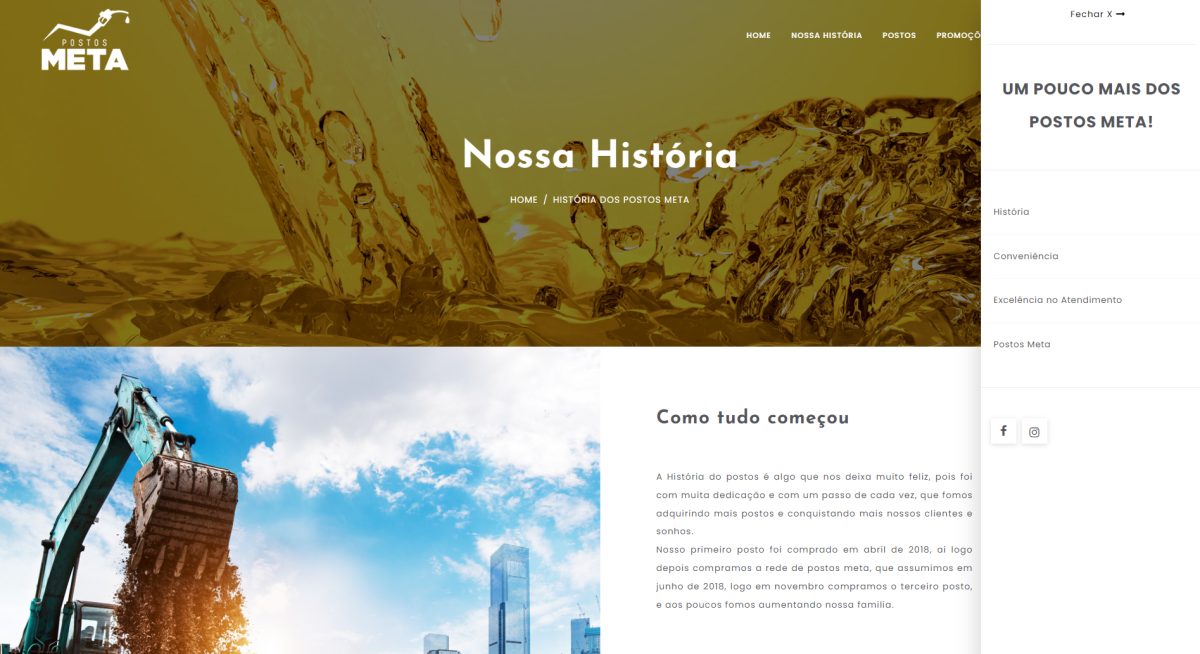 POSTOS
META
HOME NOSSA HISTÓRIA POSTOS PROMOÇÕ
Nossa História
HOME / HISTÓRIA DOS POSTOS META
Como tudo começou
A História do postos é algo que nos deixa muito feliz, pois foi
com muita dedicação e com um passo de cada vez, que fomos
adquirindo mais postos e conquistando mais nossos clientes e
sonhos.
Nosso primeiro posto foi comprado em abril de 2018, aí logo
depois compramos a rede de postos meta, que assumimos em
junho de 2018, logo em novembro compramos o terceiro posto,
e aos poucos fomos aumentando nossa família.
Fechar X
UM POUCO MAIS DOS
POSTOS META!
História
Conveniência
Excelência no Atendimento
Postos Meta